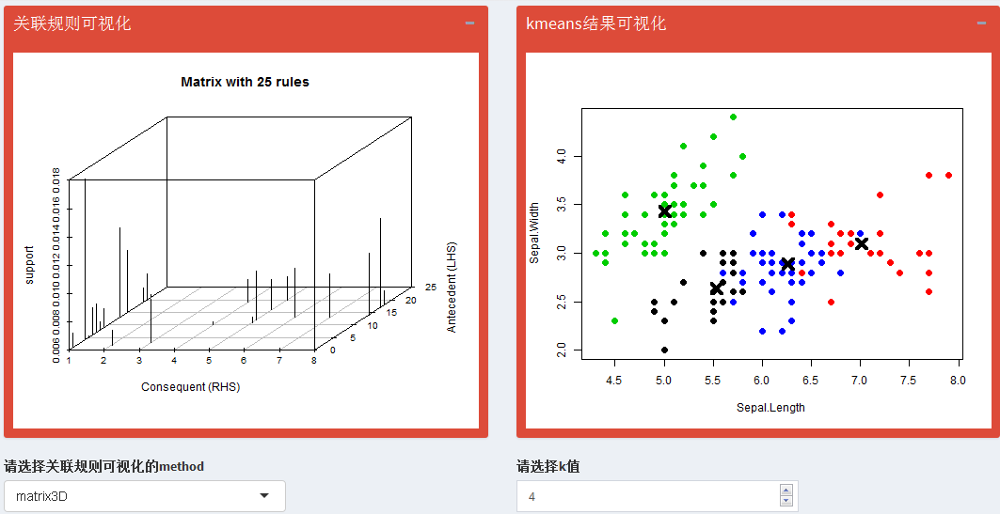 关联规则可视化
Matrix with 25 rules
support
0.006 0.008 0.010 0.012 0.014 0.016 0.018
1 2 3 4 5 6 7 8
Consequent (RHS)
0 5 10 15 20 25
Antecedent (LHS)
请选择关联规则可视化的method
matrix3D
kmeans结果可视化
Sepal.Width
2.0 2.5 3.0 3.5 4.0
4.5 5.0 5.5 6.0 6.5 7.0 7.5 8.0
Sepal.Length
请选择k值
4